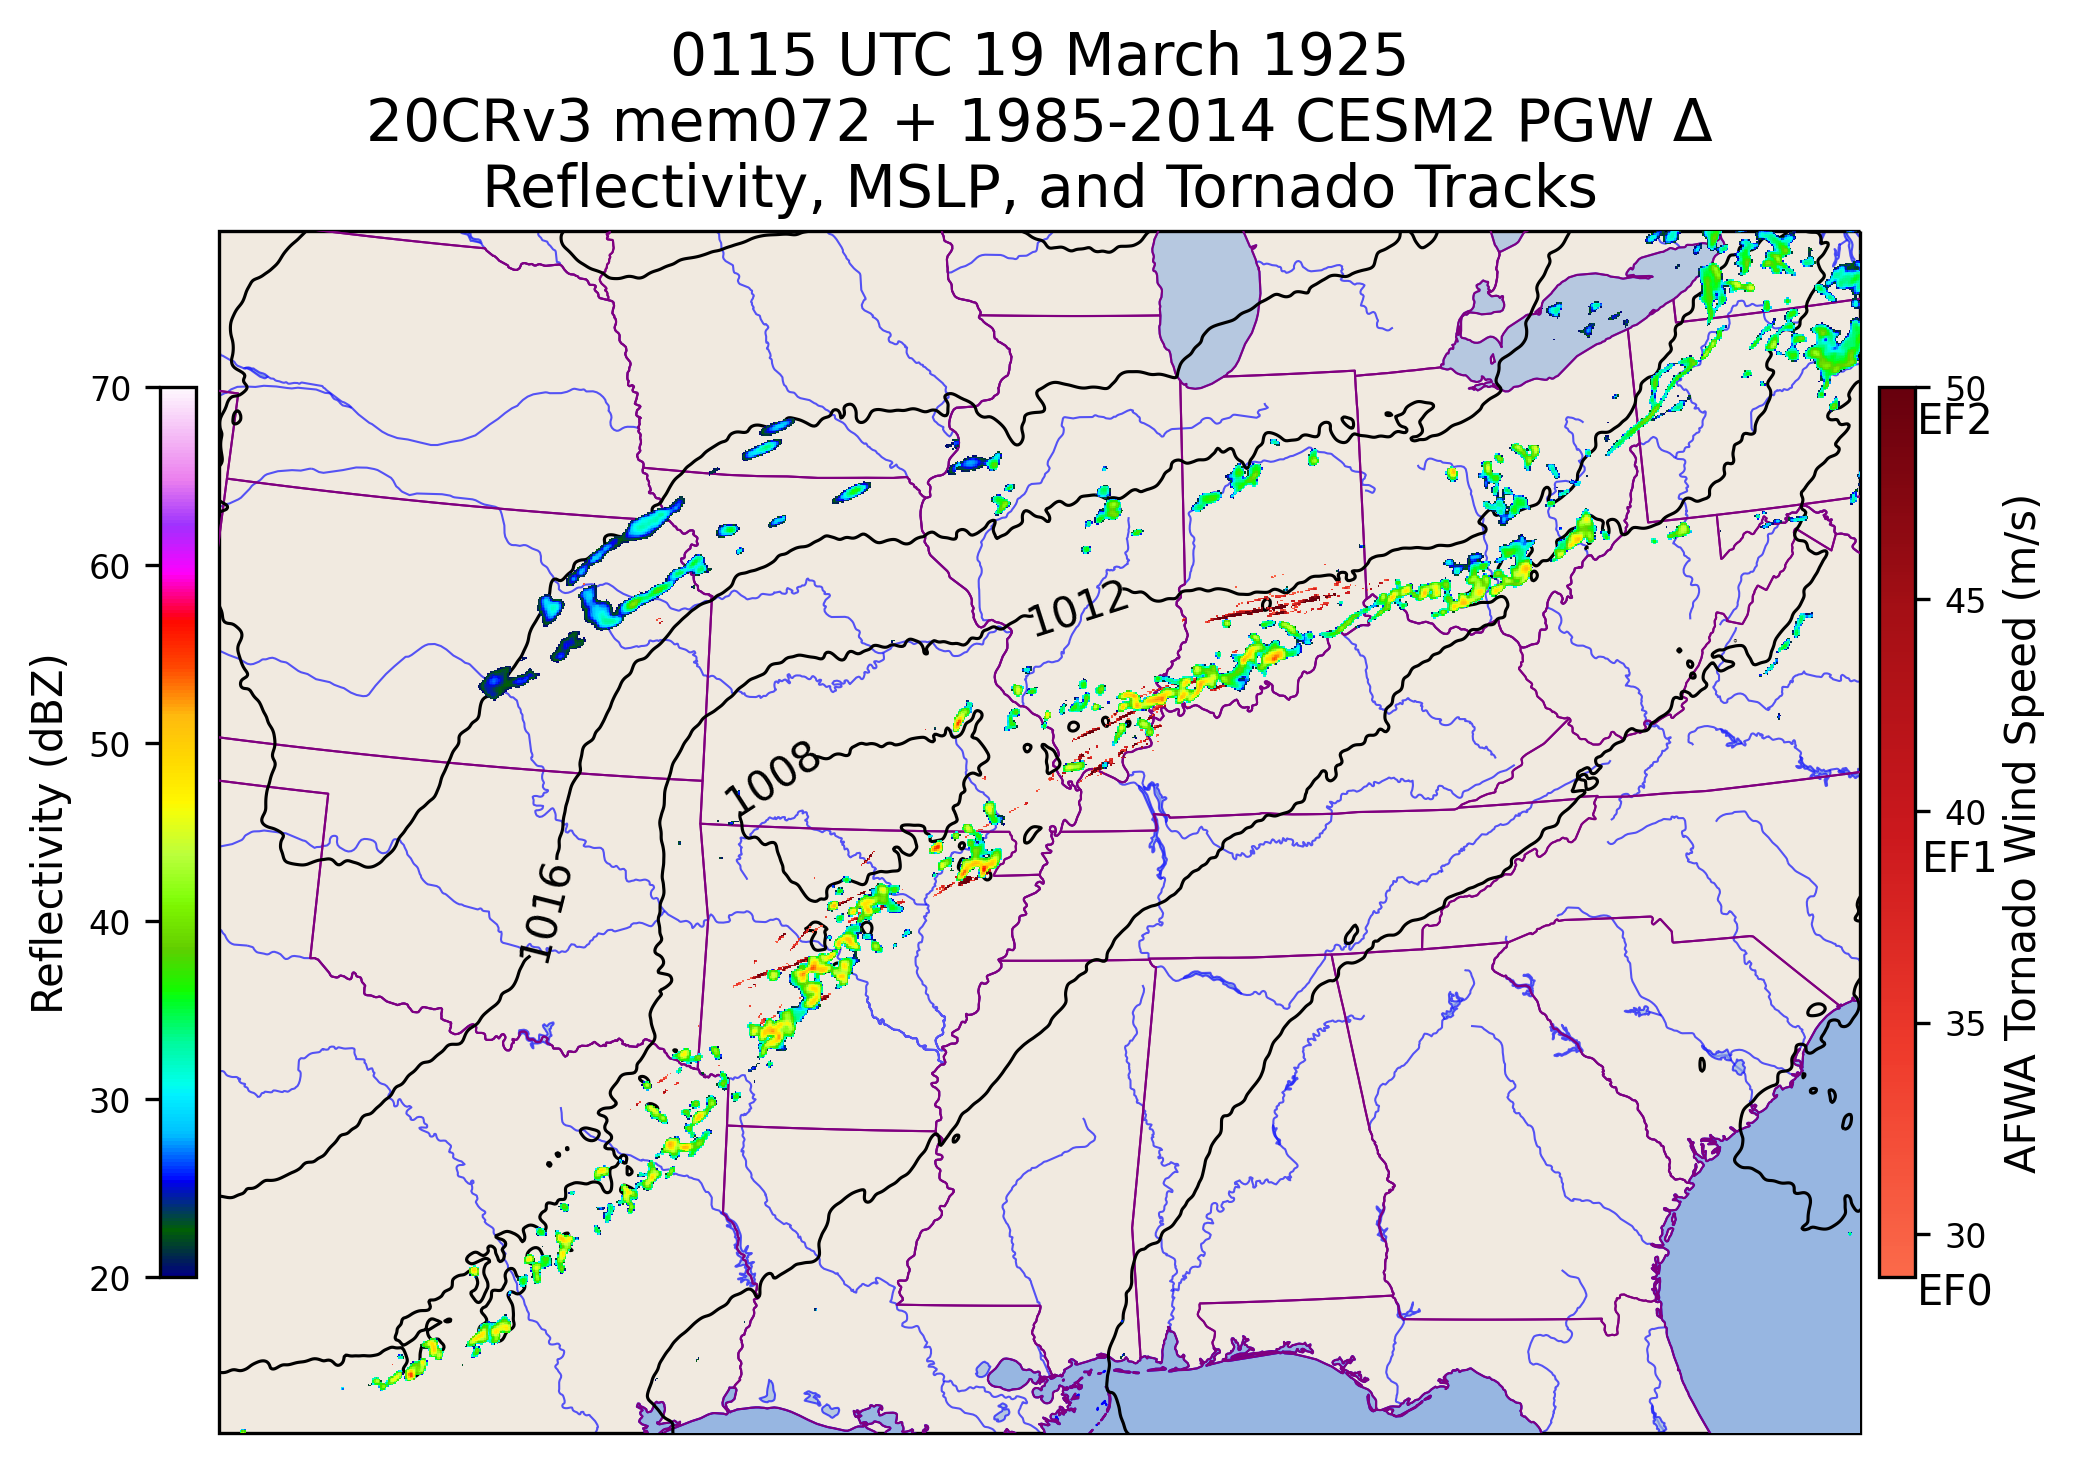 0115 UTC 19 March 1925
20CRv3 mem072 + 1985-2014 CESM2 PGW Δ
Reflectivity, MSLP, and Tornado Tracks
70
60
50
40
30
20
Reflectivity (dBZ)
1012
1008
1016
50
EF2
45
40
EF1
35
30
EF0
AFWA Tornado Wind Speed (m/s)